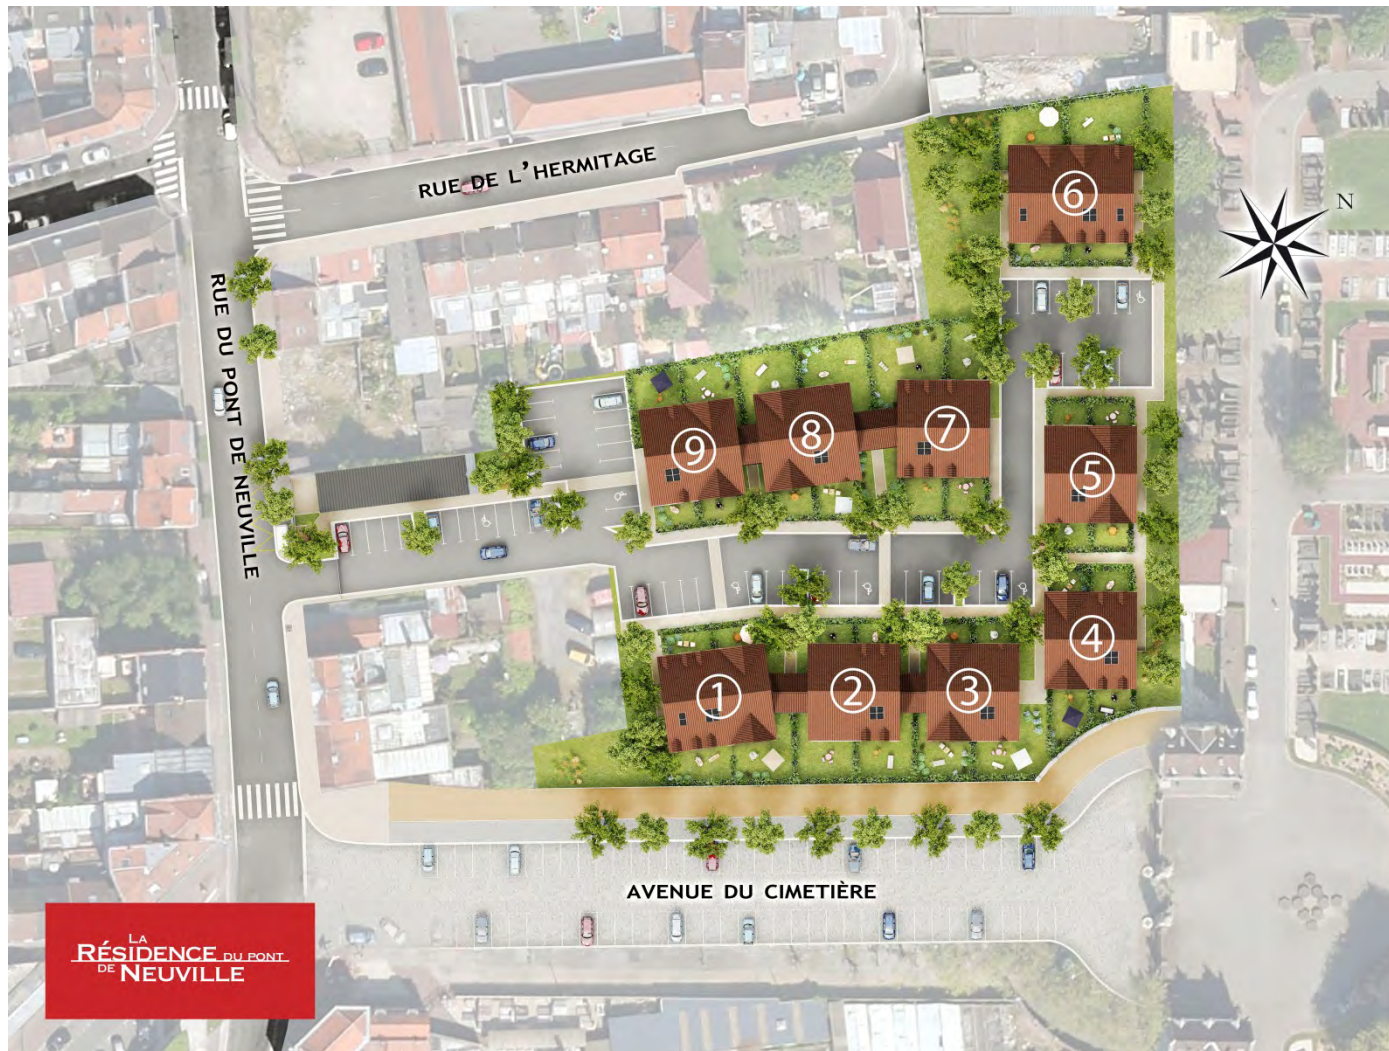 RUE DE L'HERMITAGE
N
RUE DU PONT DE NEUVILLE
6
9
8
7
5
4
1
2
3
AVENUE DU CIMETIÈRE
LA
RÉSIDENCE DU PONT
DE NEUVILLE